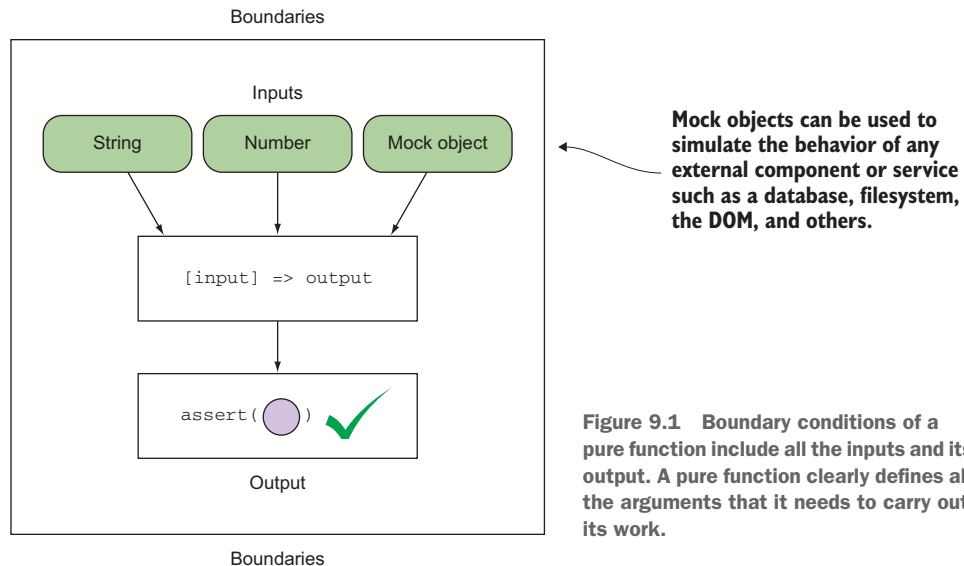 Boundaries
Inputs
String
Number
Mock object
Mock objects can be used to
simulate the behavior of any
external component or service
such as a database, filesystem,
the DOM, and others.
[input] => output
assert( )
Output
Figure 9.1 Boundary conditions of a
pure function include all the inputs and its
output. A pure function clearly defines al
the arguments that it needs to carry out
its work.
Boundaries